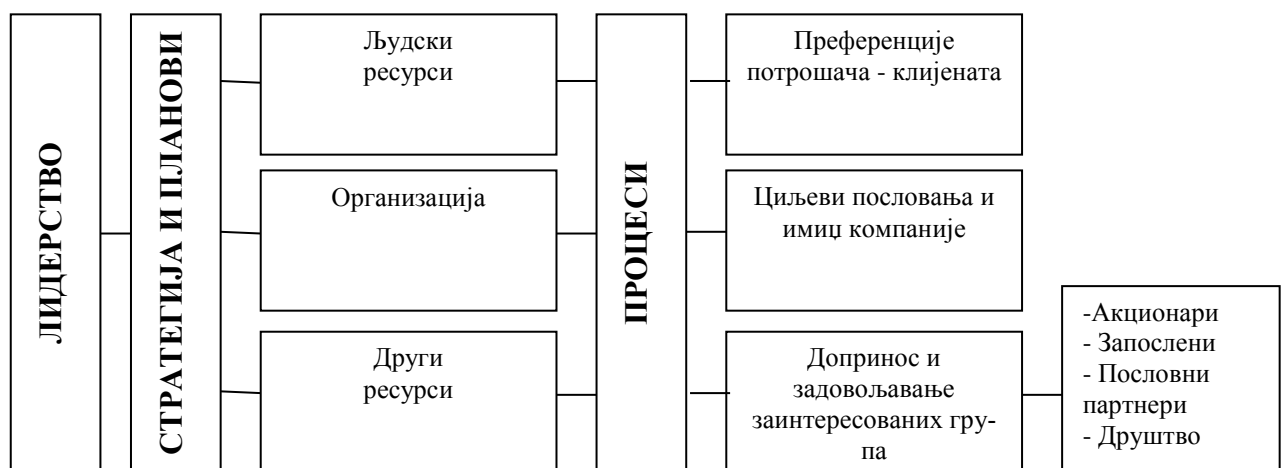 ЛИДЕРСТВО
СТРАТЕГИЈА И ПЛАНОВИ
Људски
ресурси
Организација
Други
ресурси
ПРОЦЕСИ
Преференције
потрошача - клијената
Циљеви пословања и
имиџ компаније
Допринос и
задовољавање
заинтересованих гру-
па
-Акционари
- Запослени
- Пословни
партнери
- Друштво